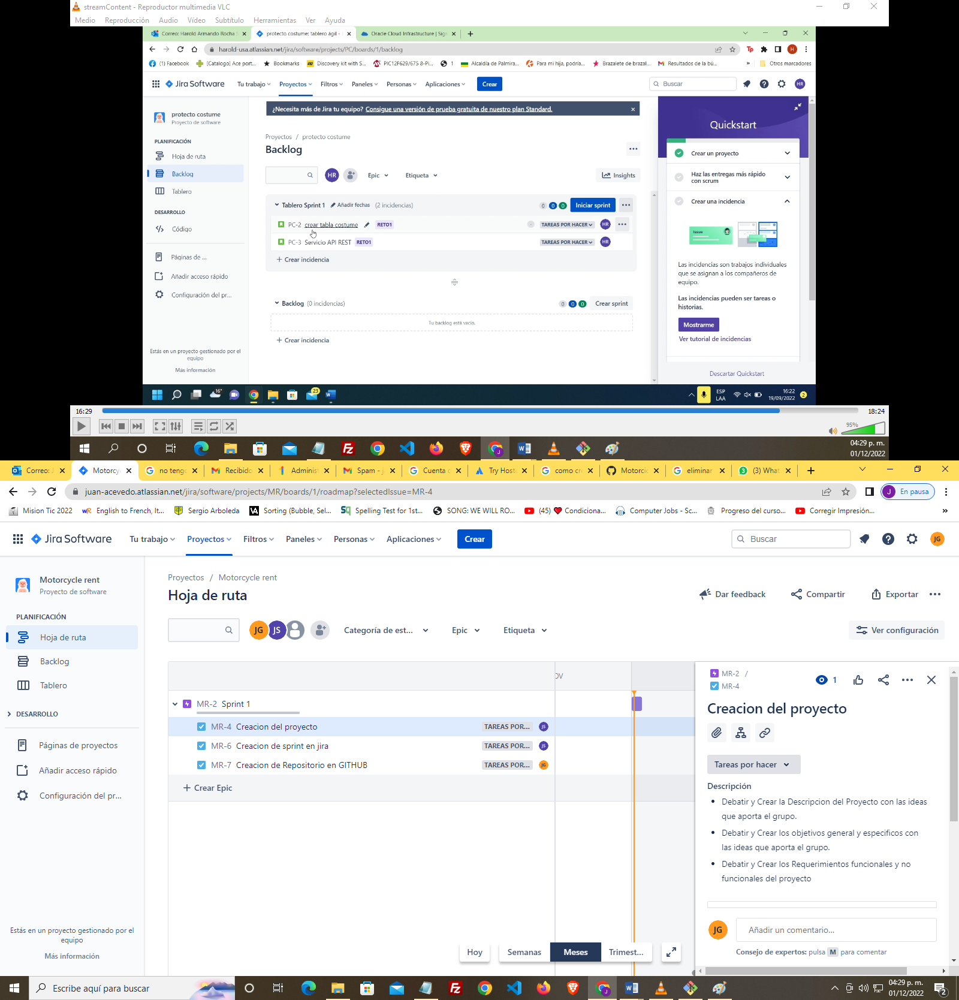 streamContent - Reproductor multimedia VLC
Medio Reproducción Audio Vídeo Subtítulo Herramientas Ver Ayuda
Correo: Harold Armando Rocha protecto costume: tablero ágil - Oracle Cloud Infrastructure | Sig
harold-usa.atlassian.net/jira/software/projects/PC/boards/1/backlog
(1) Facebook [Catalogo] Ace port... Bookmarks Discovery kit with S... PIC12F629/675 8-Pi... 1 Alcaldía de Palmira... Para mi hija, podría... Brazalete de brazal... Resultados de la bú... » Otros marcadores
Jira Software Tu trabajo Proyectos Filtros Paneles Personas Aplicaciones Crear Buscar HR
¿Necesita más de Jira tu equipo? Consigue una versión de prueba gratuita de nuestro plan Standard.
protecto costume
Proyecto de software
PLANIFICACIÓN
Hoja de ruta
Backlog
Tablero
DESARROLLO
Código
Páginas de ...
Añadir acceso rápido
Configuración del pr...
Estás en un proyecto gestionado por el
equipo
Más información
Proyectos / protecto costume
Backlog
HR Epic Etiqueta Insights
Tablero Sprint 1 Añadir fechas (2 incidencias) 0 0 0 Iniciar sprint
PC-2 crear tabla costume RETO1 - TAREAS POR HACER HR
PC-3 Servicio API REST RETO1 TAREAS POR HACER HR
+ Crear incidencia
Backlog (0 incidencias) 0 0 0 Crear sprint
Tu backlog está vacío.
+ Crear incidencia
Quickstart
Crear un proyecto
Haz las entregas más rápido
con scrum
Crear una incidencia
Issue
Las incidencias son trabajos individuales
que se asignan a los compañeros de
equipo.
Las incidencias pueden ser tareas o
historias.
Mostrarme
Ver tutorial de incidencias
Descartar Quickstart
16° 23 ESP
LAA
16:22
19/09/2022 2
16:29 18:24
95%
04:29 p. m.
01/12/2022
Correo: J Motorcy no teng Recibido Administ Spam - j Cuenta Try Host como cr Motorci eliminar (3) What
juan-acevedo.atlassian.net/jira/software/projects/MR/boards/1/roadmap?selectedIssue=MR-4 J En pausa
Mision Tic 2022 English to French, It... Sergio Arboleda Sorting (Bubble, Sel... Spelling Test for 1st... SONG: WE WILL RO... (45) Condiciona... Computer Jobs - Sc... Progreso del curso... Corregir Impresión... »
Jira Software Tu trabajo Proyectos Filtros Paneles Personas Aplicaciones Crear Buscar JG
Motorcycle rent
Proyecto de software
PLANIFICACIÓN
Hoja de ruta
Backlog
Tablero
DESARROLLO
Páginas de proyectos
Añadir acceso rápido
Configuración del pr...
Estás en un proyecto gestionado por el
equipo
Más información
Proyectos / Motorcycle rent
Hoja de ruta
Dar feedback Compartir Exportar
JG JS Categoría de est... Epic Etiqueta Ver configuración
OV
MR-2 Sprint 1
MR-4 Creacion del proyecto TAREAS POR... JS
MR-6 Creacion de sprint en jira TAREAS POR... JS
MR-7 Creacion de Repositorio en GITHUB TAREAS POR... JG
+ Crear Epic
Hoy Semanas Meses Trimest...
MR-2 /
MR-4
1
Creacion del proyecto
Tareas por hacer
Descripción
• Debatir y Crear la Descripcion del Proyecto con las ideas
que aporta el grupo.
• Debatir y Crear los objetivos general y especificos con
las ideas que aporta el grupo.
• Debatir y Crear los Requerimientos funcionales y no
funcionales del proyecto
JG Añadir un comentario...
Consejo de expertos: pulsa M para comentar
Escribe aquí para buscar
04:29 p. m.
01/12/2022 2